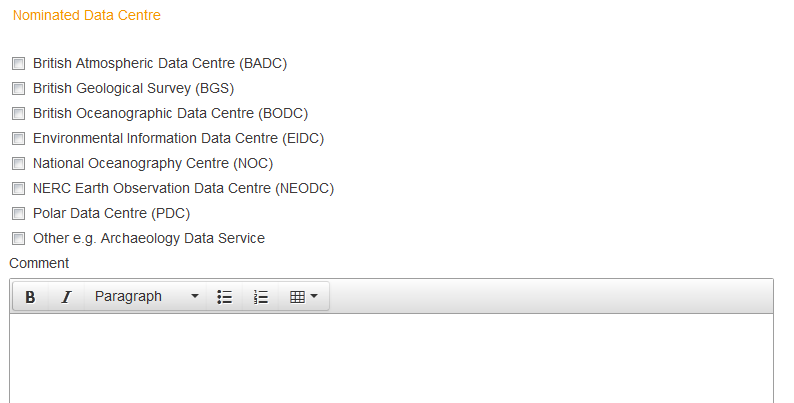 Nominated Data Centre
British Atmospheric Data Centre (BADC)
British Geological Survey (BGS)
British Oceanographic Data Centre (BODC)
Environmental Information Data Centre (EIDC)
National Oceanography Centre (NOC)
NERC Earth Observation Data Centre (NEODC)
Polar Data Centre (PDC)
Other e.g. Archaeology Data Service
Comment
B I Paragraph